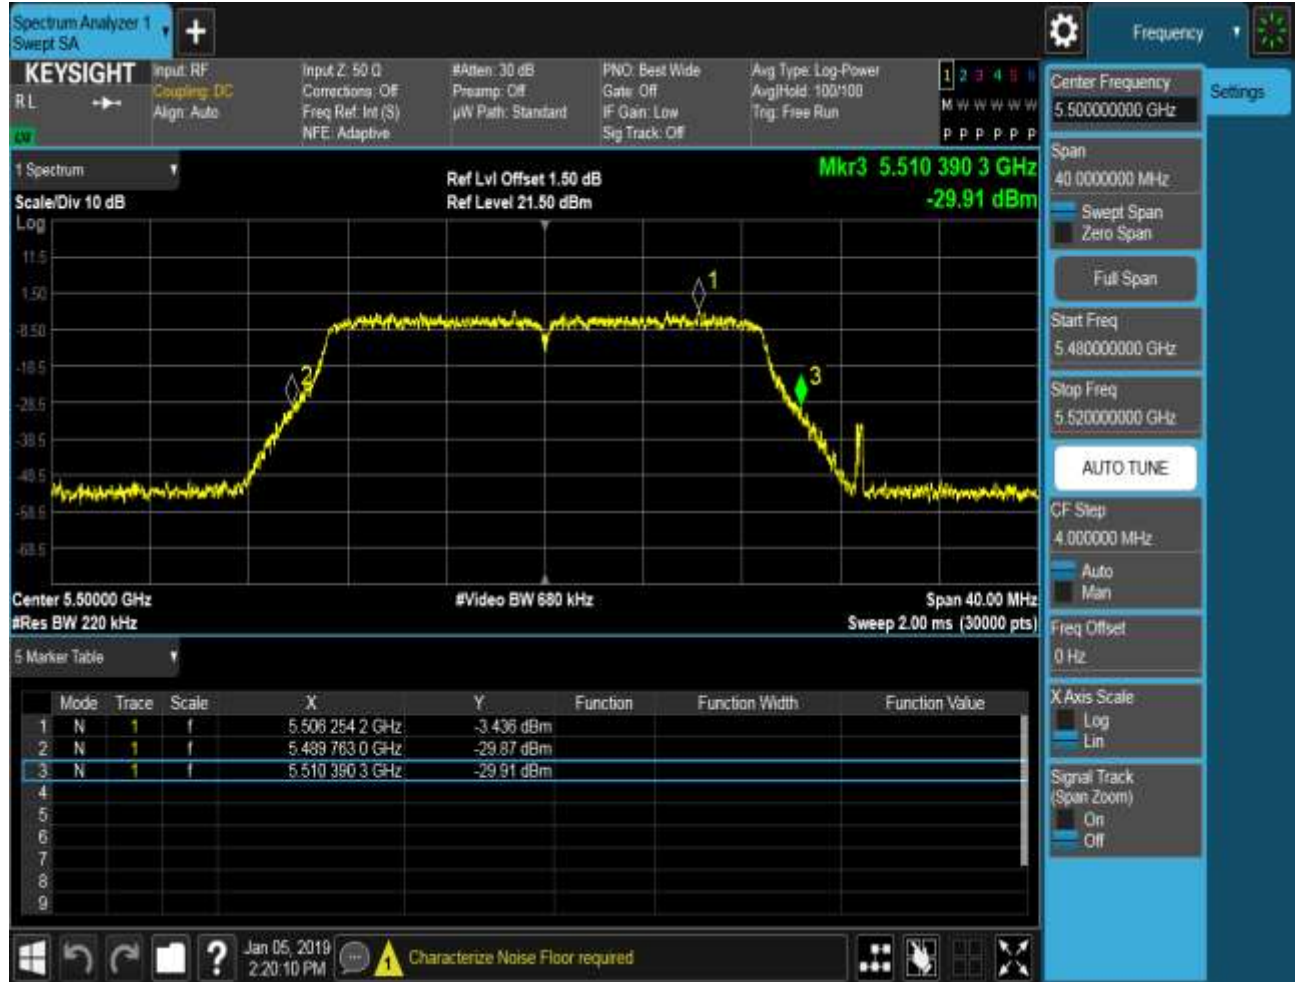 Spectrum Analyzer 1
Swept SA
+
Frequency
KEYSIGHT
RL
Input: RF
Coupling: DC
Align: Auto
Input Z: 50 Ω
Corrections: Off
Freq Ref: Int (S)
NFE: Adaptive
#Atten: 30 dB
Preamp: Off
µW Path: Standard
PNO: Best Wide
Gate: Off
IF Gain: Low
Sig Track: Off
Avg Type: Log-Power
Avg|Hold: 100/100
Trig: Free Run
1 2 3 4 5 6
M W W W W W
P P P P P P
1 Spectrum
Scale/Div 10 dB
Log
Ref Lvl Offset 1.50 dB
Ref Level 21.50 dBm
Mkr3 5.510 390 3 GHz
-29.91 dBm
11.5
1.50
-8.50
-18.5
-28.5
-38.5
-48.5
-58.5
-68.5
1
2
3
Center 5.50000 GHz
#Res BW 220 kHz
#Video BW 680 kHz
Span 40.00 MHz
Sweep 2.00 ms (30000 pts)
5 Marker Table
Mode Trace Scale X Y Function Function Width Function Value
1 N 1 f 5.506 254 2 GHz -3.436 dBm
2 N 1 f 5.489 763 0 GHz -29.87 dBm
3 N 1 f 5.510 390 3 GHz -29.91 dBm
4
5
6
7
8
9
Center Frequency
5.500000000 GHz
Settings
Span
40.0000000 MHz
Swept Span
Zero Span
Full Span
Start Freq
5.480000000 GHz
Stop Freq
5.520000000 GHz
AUTO TUNE
CF Step
4.000000 MHz
Auto
Man
Freq Offset
0 Hz
X Axis Scale
Log
Lin
Signal Track
(Span Zoom)
On
Off
?
Jan 05, 2019
2:20:10 PM
1
Characterize Noise Floor required